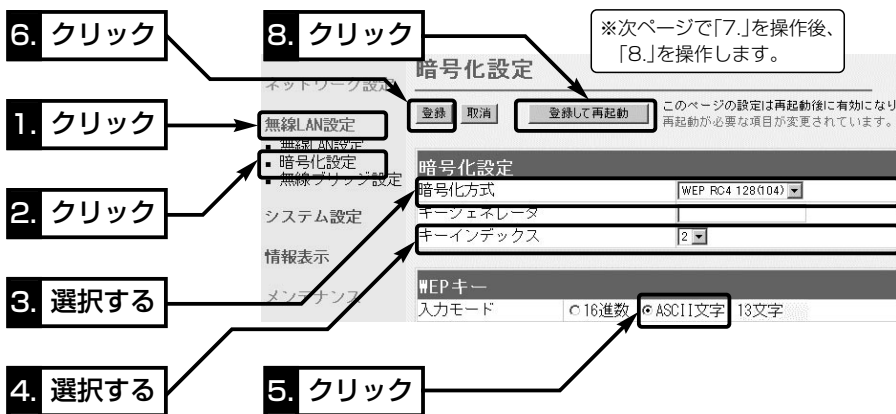 6. クリック
8. クリック
※次ページで「7.」を操作後、
「8.」を操作します。
ネットワーク設定
暗号化設定
1. クリック
登録
取消
登録して再起動
このページの設定は再起動後に有効になり
再起動が必要な項目が変更されています。
無線LAN設定
▪ 無線LAN設定
▪ 暗号化設定
▪ 無線ブリッジ設定
2. クリック
暗号化設定
暗号化方式 WEP RC4 128(104)
キージェネレータ
キーインデックス 2
システム設定
情報表示
メンテナンス
3. 選択する
WEPキー
入力モード 16進数 ASCII文字 13文字
4. 選択する
5. クリック